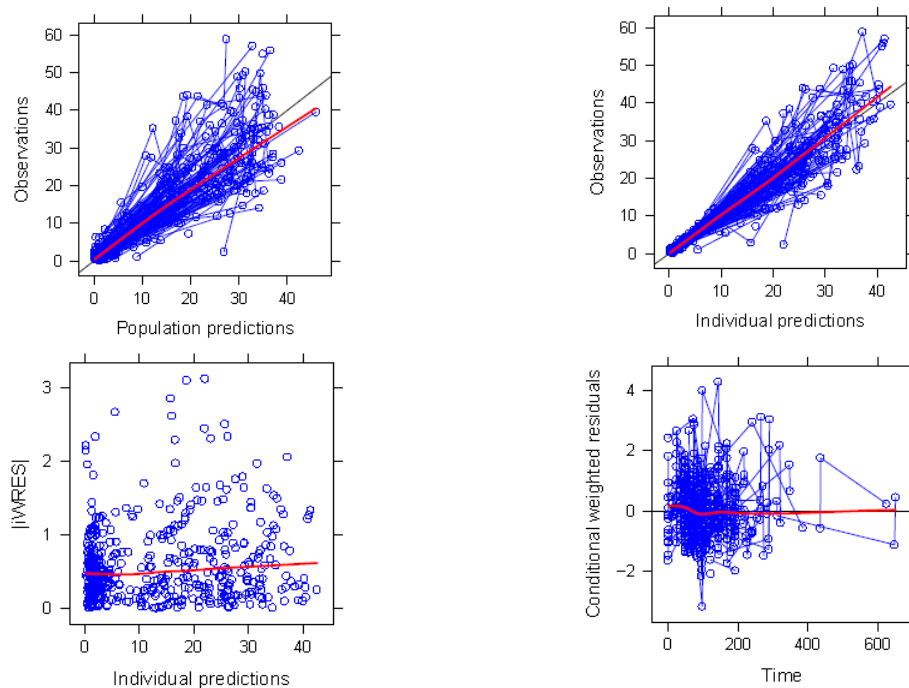 60
50
40
30
20
10
0
Observations
0 10 20 30 40
Population predictions
60
50
40
30
20
10
0
Observations
0 10 20 30 40
Individual predictions
3
2
1
0
|iWRES|
0 10 20 30 40
Individual predictions
4
2
0
−2
Conditional weighted residuals
0 200 400 600
Time